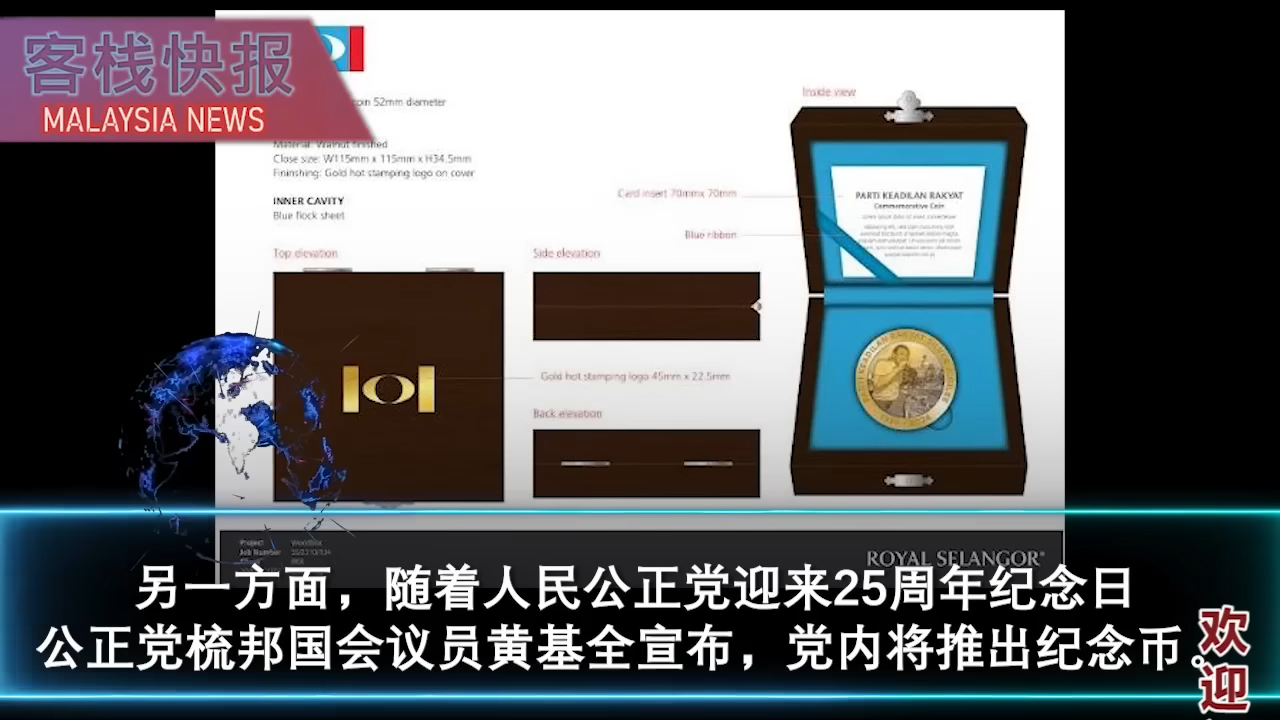 客栈快报
MALAYSIA NEWS
coin 52mm diameter
Material: Walnut finished
Close size: W115mm x 115mm x H34.5mm
Fininshing: Gold hot stamping logo on cover
INNER CAVITY
Blue flock sheet
Top elevation
Side elevation
Gold hot stamping logo 45mm x 22.5mm
Back elevation
Inside view
Card insert 70mmx 70mm
Blue ribbon
PARTI KEADILAN RAKYAT
Commemorative Coin
Project
Job Number
ROYAL SELANGOR
另一方面，随着人民公正党迎来25周年纪念日
公正党梳邦国会议员黄基全宣布，党内将推出纪念币。
欢迎